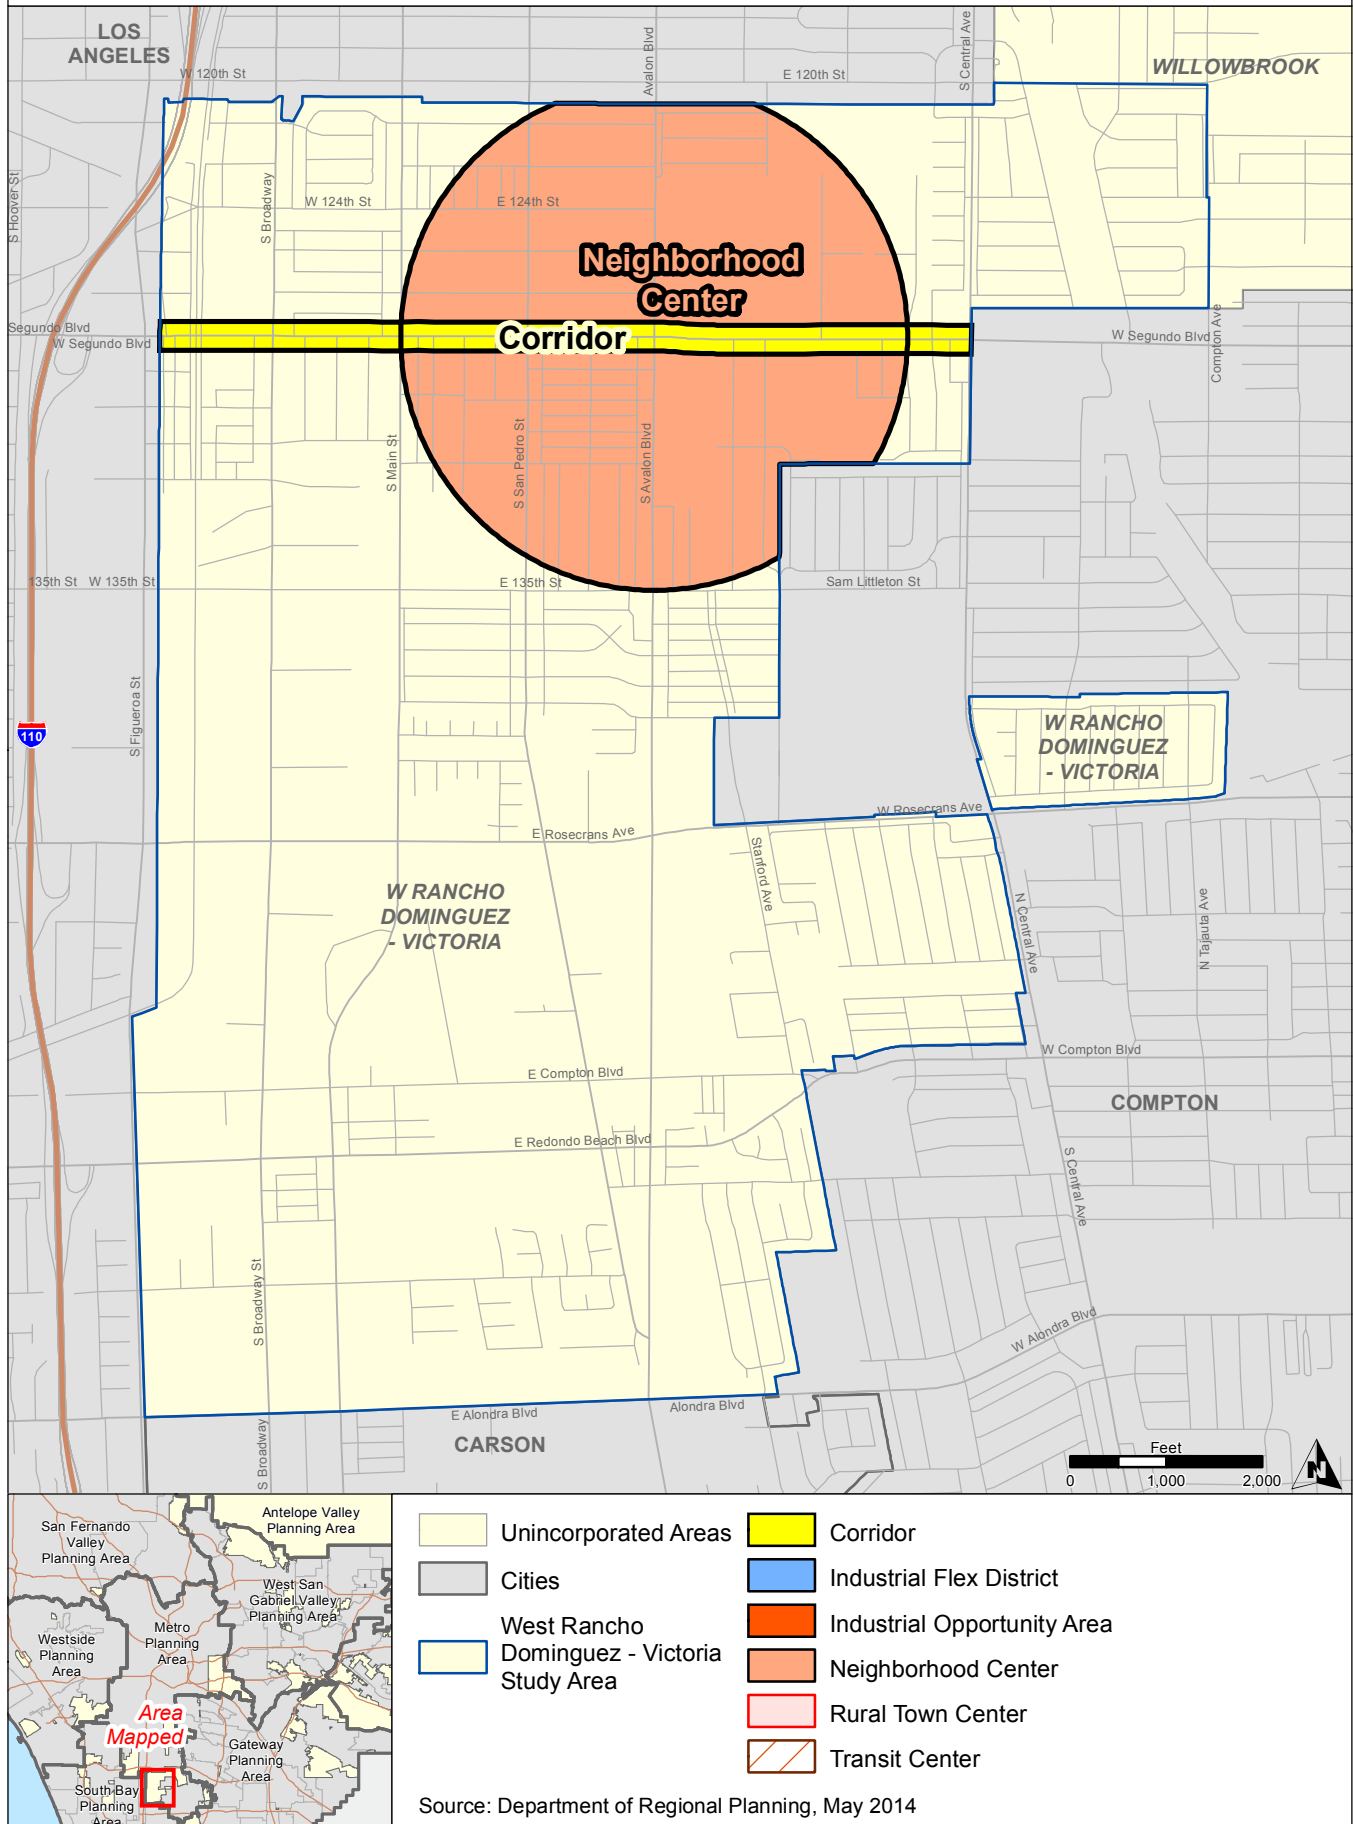 LOS
ANGELES
W 120th St
Avalon Blvd
E 120th St
S Central Ave
WILLOWBROOK
S Hoover St
S Broadway
W 124th St
E 124th St
Neighborhood
Center
Segundo Blvd
W Segundo Blvd
Corridor
W Segundo Blvd
Compton Ave
S Main St
S San Pedro St
S Avalon Blvd
135th St
W 135th St
E 135th St
Sam Littleton St
S Figueroa St
110
W RANCHO
DOMINGUEZ
- VICTORIA
W Rosecrans Ave
E Rosecrans Ave
Stanford Ave
W RANCHO
DOMINGUEZ
- VICTORIA
N Central Ave
N Tajauta Ave
W Compton Blvd
E Compton Blvd
COMPTON
E Redondo Beach Blvd
S Central Ave
S Broadway St
W Alondra Blvd
Alondra Blvd
E Alondra Blvd
CARSON
S Broadway
Feet
0 1,000 2,000
N
San Fernando
Valley
Planning Area
Antelope Valley
Planning Area
West San
Gabriel Valley
Planning Area
Metro
Planning
Area
Westside
Planning
Area
Area
Mapped
Gateway
Planning
Area
South Bay
Planning
Area
Unincorporated Areas
Cities
West Rancho
Dominguez - Victoria
Study Area
Corridor
Industrial Flex District
Industrial Opportunity Area
Neighborhood Center
Rural Town Center
Transit Center
Source: Department of Regional Planning, May 2014